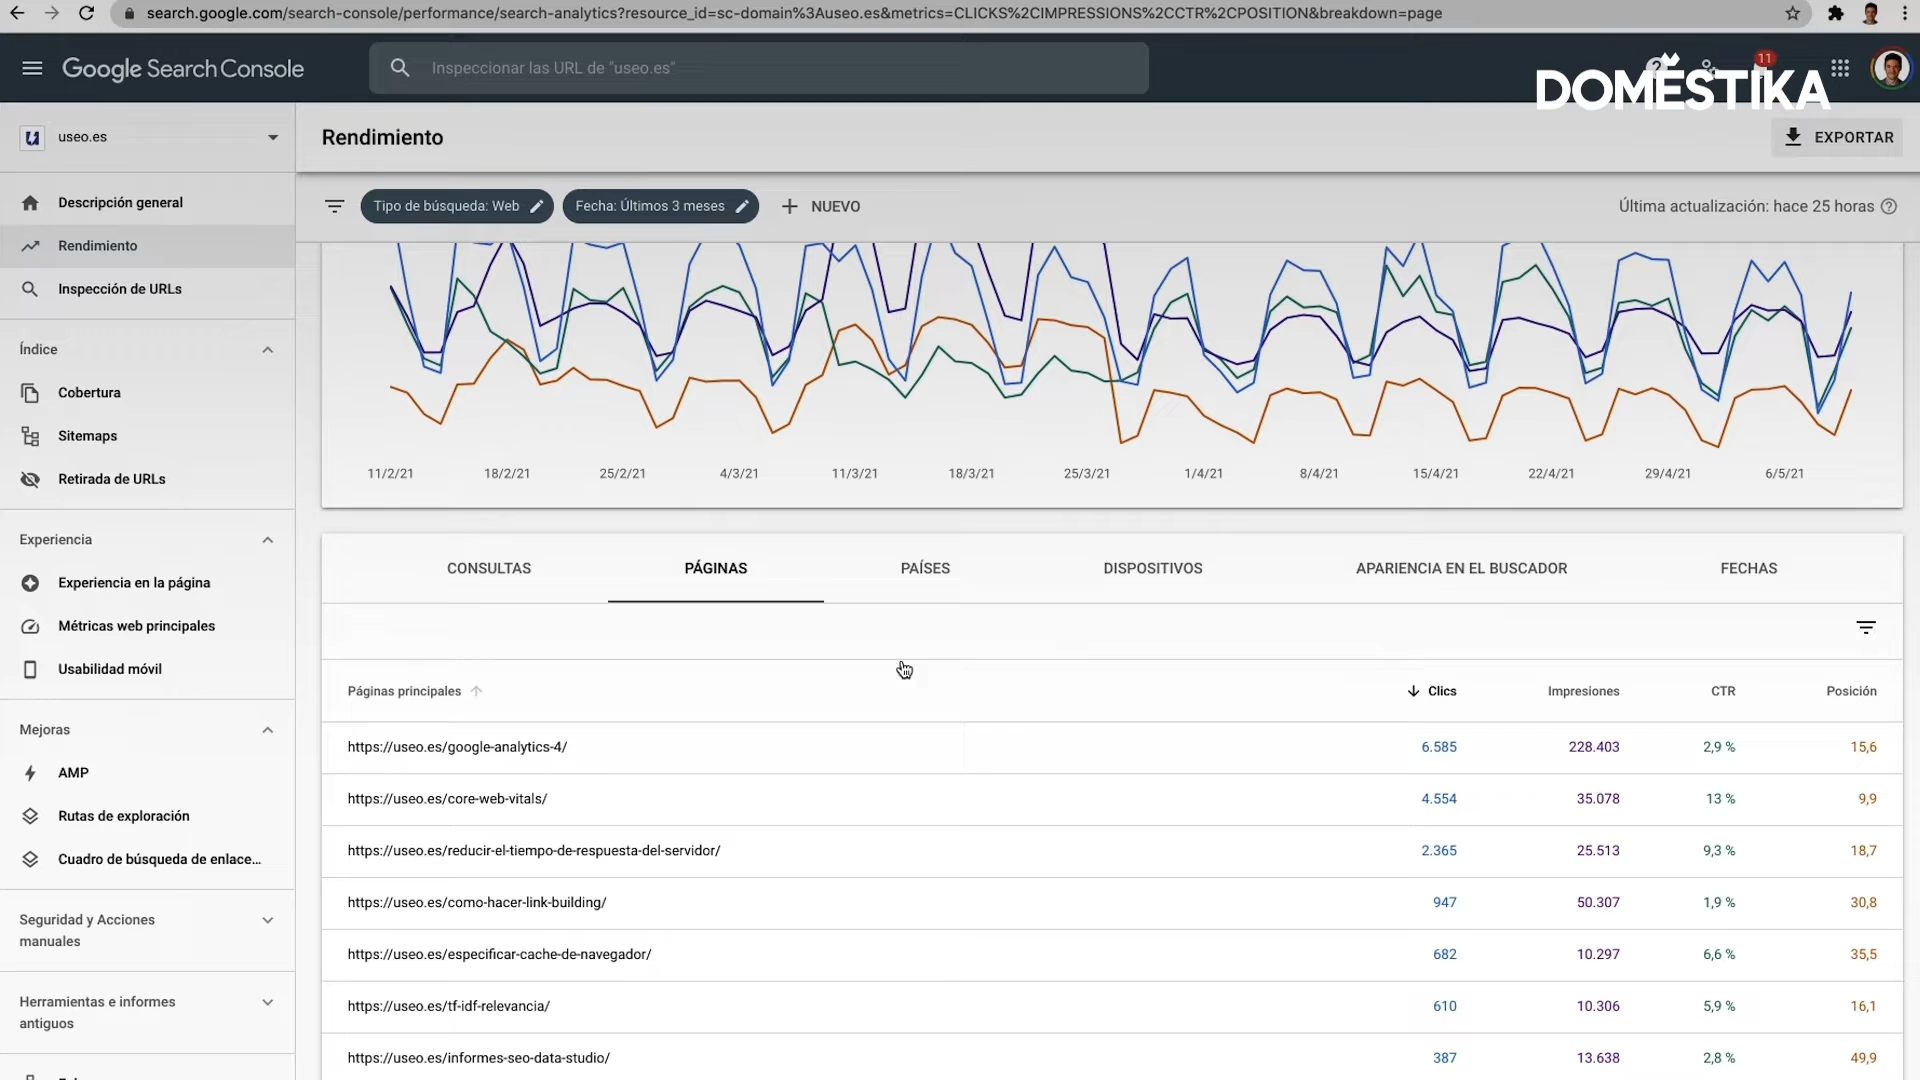 search.google.com/search-console/performance/search-analytics?resource_id=sc-domain%3Auseo.es&metrics=CLICKS%2CIMPRESSIONS%2CCTR%2CPOSITION&breakdown=page
Google Search Console
Inspeccionar las URL de "useo.es"
11
DOMESTIKA
useo.es
Rendimiento
EXPORTAR
Tipo de búsqueda: Web
Fecha: Últimos 3 meses
NUEVO
Última actualización: hace 25 horas
Descripción general
Rendimiento
Inspección de URLs
Índice
Cobertura
Sitemaps
Retirada de URLs
Experiencia
Experiencia en la página
Métricas web principales
Usabilidad móvil
Mejoras
AMP
Rutas de exploración
Cuadro de búsqueda de enlace...
Seguridad y Acciones
manuales
Herramientas e informes
antiguos
11/2/21 18/2/21 25/2/21 4/3/21 11/3/21 18/3/21 25/3/21 1/4/21 8/4/21 15/4/21 22/4/21 29/4/21 6/5/21
CONSULTAS PÁGINAS PAÍSES DISPOSITIVOS APARIENCIA EN EL BUSCADOR FECHAS
Páginas principales Clics Impresiones CTR Posición
https://useo.es/google-analytics-4/ 6.585 228.403 2,9 % 15,6
https://useo.es/core-web-vitals/ 4.554 35.078 13 % 9,9
https://useo.es/reducir-el-tiempo-de-respuesta-del-servidor/ 2.365 25.513 9,3 % 18,7
https://useo.es/como-hacer-link-building/ 947 50.307 1,9 % 30,8
https://useo.es/especificar-cache-de-navegador/ 682 10.297 6,6 % 35,5
https://useo.es/tf-idf-relevancia/ 610 10.306 5,9 % 16,1
https://useo.es/informes-seo-data-studio/ 387 13.638 2,8 % 49,9